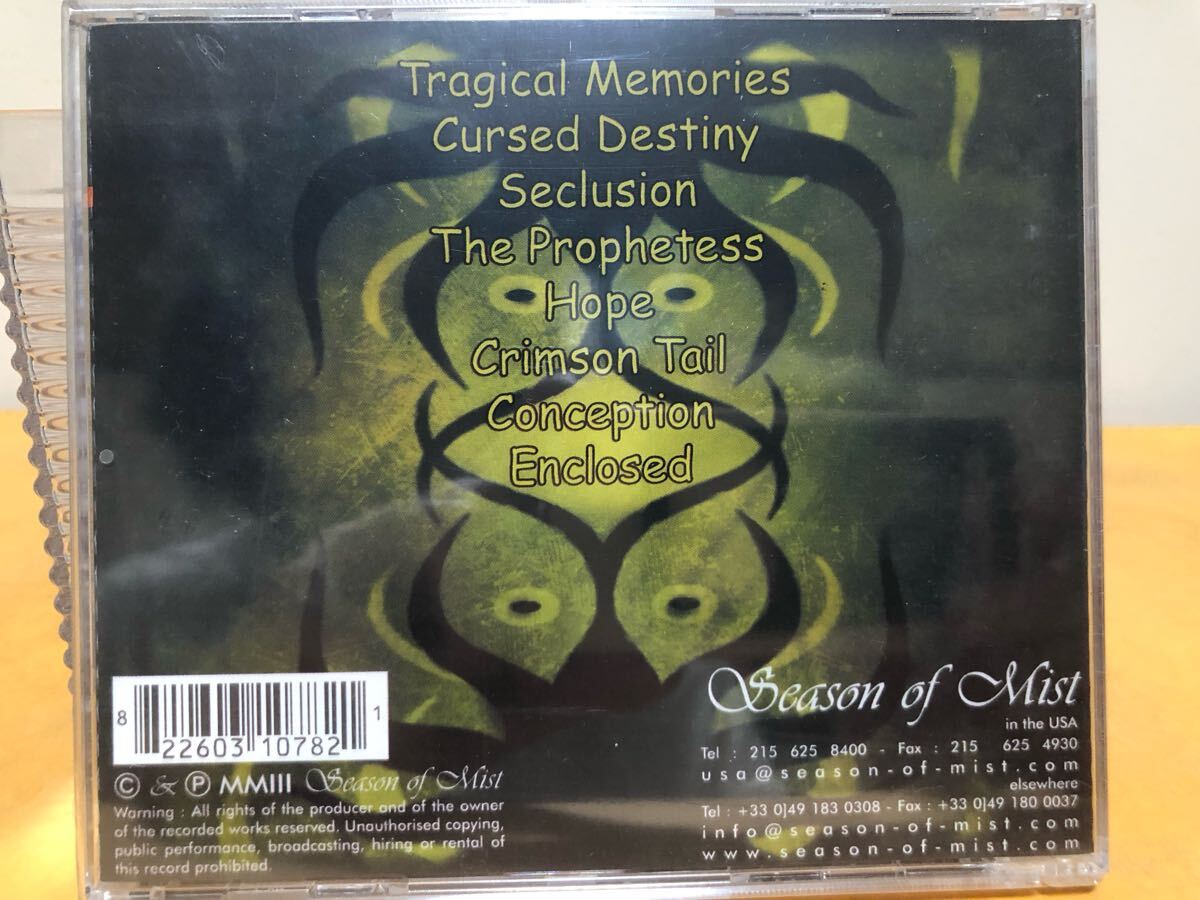 Tragical Memories
Cursed Destiny
Seclusion
The Prophetess
Hope
Crimson Tail
Conception
Enclosed
8 22603 10782 1
© & ℗ MMIII Season of Mist
Warning : All rights of the producer and of the owner
of the recorded works reserved. Unauthorised copying,
public performance, broadcasting, hiring or rental of
this record prohibited.
Season of Mist
in the USA
Tel : 215 625 8400 - Fax : 215 625 4930
usa@season-of-mist.com
elsewhere
Tel : +33 0]49 183 0308 - Fax : +33 0]49 180 0037
info@season-of-mist.com
www.season-of-mist.com